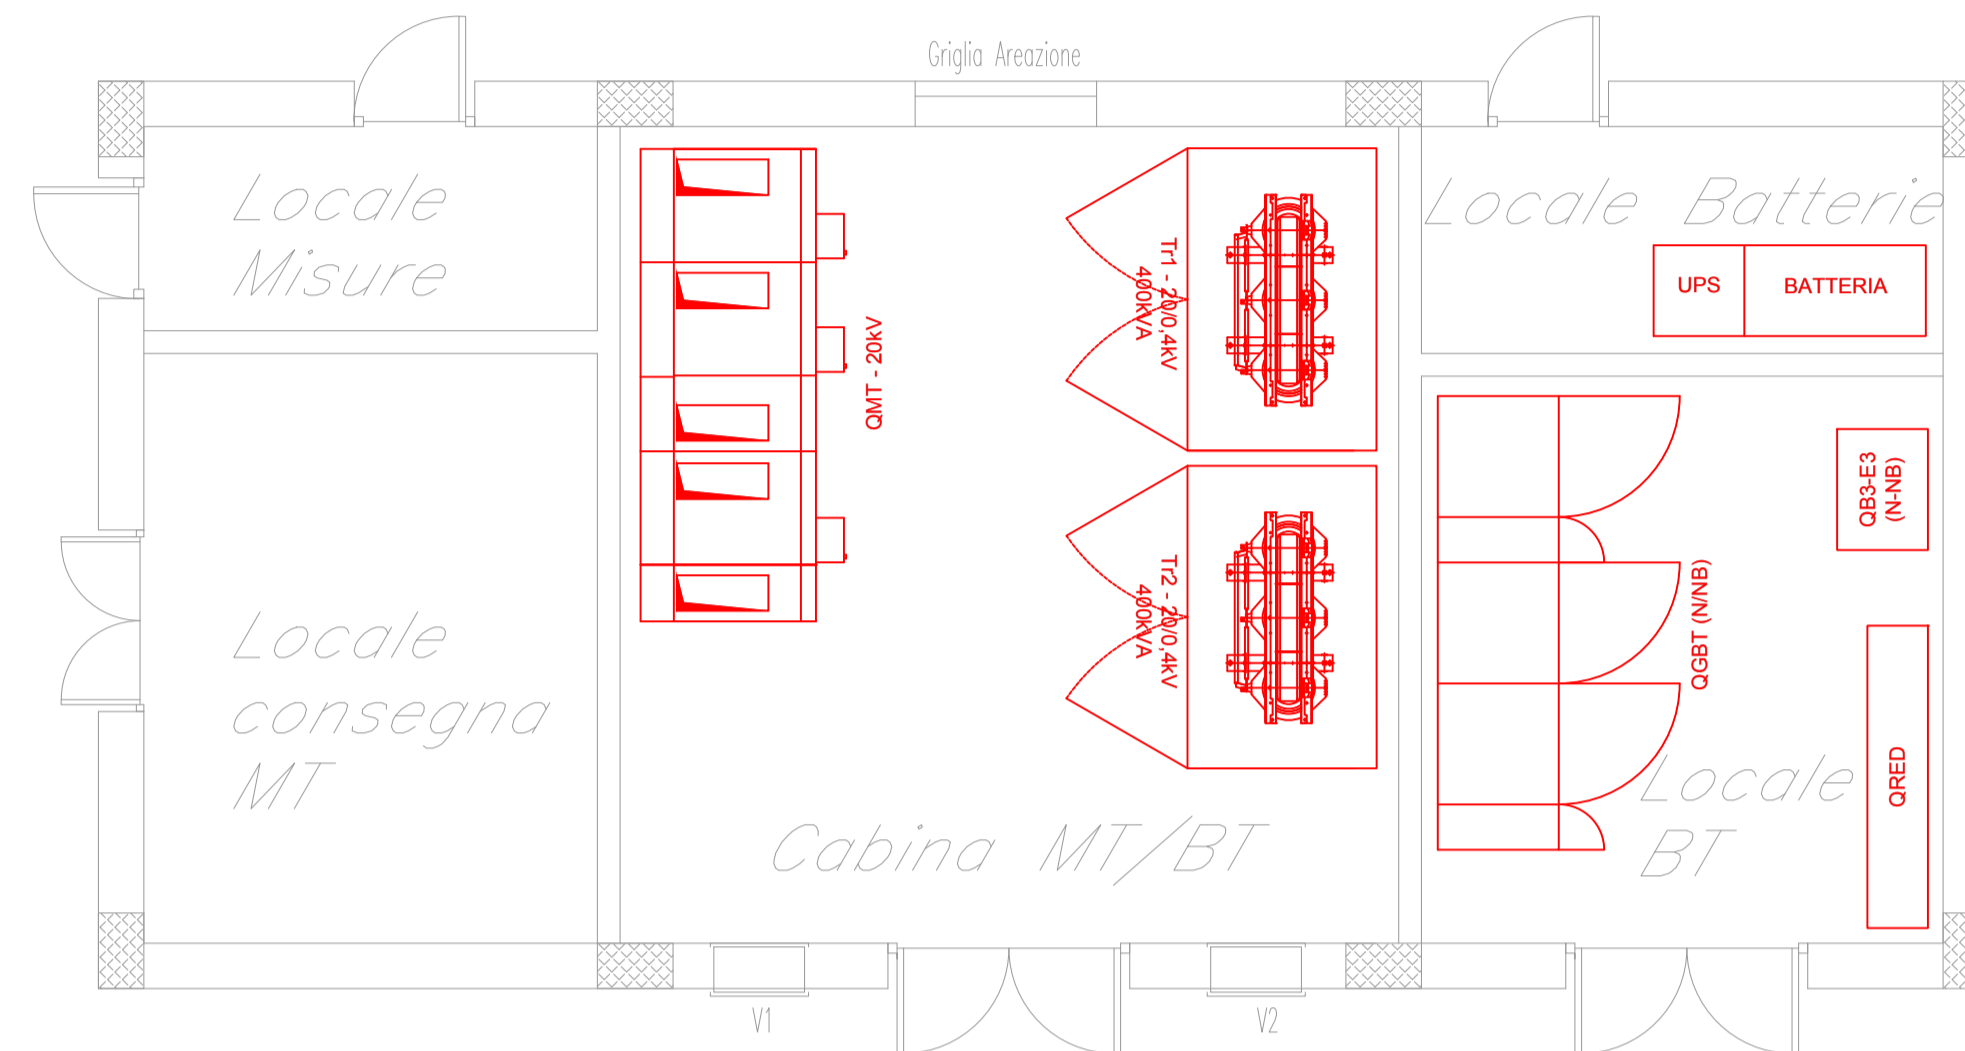 Griglia Areazione
Locale
Misure
Locale Batterie
UPS
BATTERIA
QMT - 20kV
Tr1 - 20/0,4kV
400kVA
Tr2 - 20/0,4kV
400kVA
QB3-E3
(N-NB)
QGBT (N/NB)
QRED
Locale
consegna
MT
Cabina MT/BT
Locale
BT
V1
V2